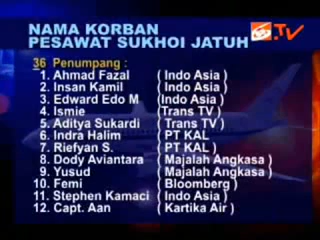 NAMA KORBAN
PESAWAT SUKHOI JATUH
TV
36 Penumpang :
1. Ahmad Fazal (Indo Asia )
2. Insan Kamil (Indo Asia )
3. Edward Edo M (Indo Asia )
4. Ismie (Trans TV )
5. Aditya Sukardi (Trans TV )
6. Indra Halim ( PT KAL )
7. Riefyan S. ( PT KAL )
8. Dody Aviantara ( Majalah Angkasa )
9. Yusud ( Majalah Angkasa )
10. Femi ( Bloomberg )
11. Stephen Kamaci ( Indo Asia )
12. Capt. Aan ( Kartika Air )